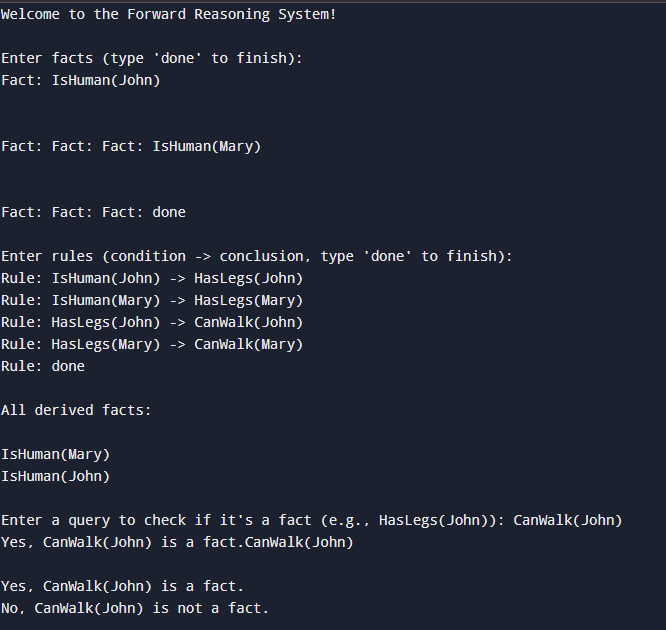 Welcome to the Forward Reasoning System!
Enter facts (type 'done' to finish):
Fact: IsHuman(John)
Fact: Fact: Fact: IsHuman(Mary)
Fact: Fact: Fact: done
Enter rules (condition -> conclusion, type 'done' to finish):
Rule: IsHuman(John) -> HasLegs(John)
Rule: IsHuman(Mary) -> HasLegs(Mary)
Rule: HasLegs(John) -> CanWalk(John)
Rule: HasLegs(Mary) -> CanWalk(Mary)
Rule: done
All derived facts:
IsHuman(Mary)
IsHuman(John)
Enter a query to check if it's a fact (e.g., HasLegs(John)): CanWalk(John)
Yes, CanWalk(John) is a fact.CanWalk(John)
Yes, CanWalk(John) is a fact.
No, CanWalk(John) is not a fact.